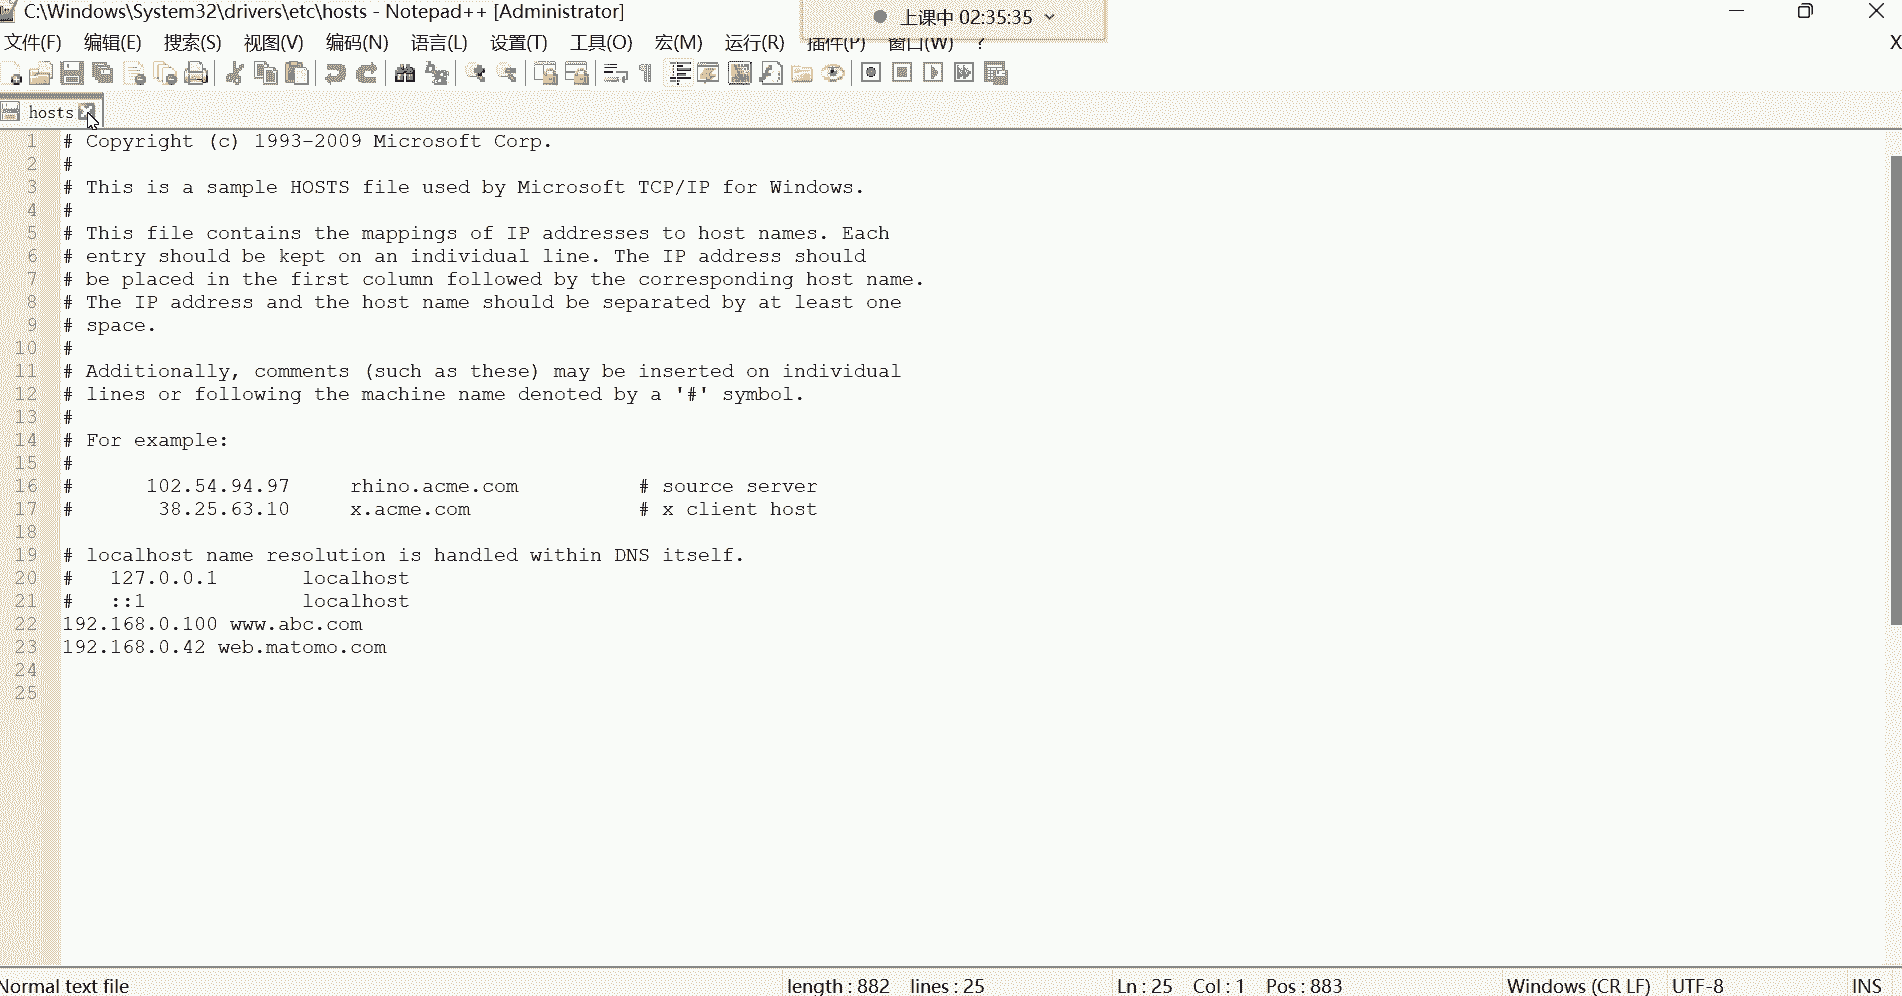 C:\Windows\System32\drivers\etc\hosts - Notepad++ [Administrator]
上课中 02:35:35
文件(F) 编辑(E) 搜索(S) 视图(V) 编码(N) 语言(L) 设置(T) 工具(O) 宏(M) 运行(R) 插件(P) 窗口(W) ? X
hosts
1 # Copyright (c) 1993-2009 Microsoft Corp.
2 #
3 # This is a sample HOSTS file used by Microsoft TCP/IP for Windows.
4 #
5 # This file contains the mappings of IP addresses to host names. Each
6 # entry should be kept on an individual line. The IP address should
7 # be placed in the first column followed by the corresponding host name.
8 # The IP address and the host name should be separated by at least one
9 # space.
10 #
11 # Additionally, comments (such as these) may be inserted on individual
12 # lines or following the machine name denoted by a '#' symbol.
13 #
14 # For example:
15 #
16 # 102.54.94.97 rhino.acme.com # source server
17 # 38.25.63.10 x.acme.com # x client host
18
19 # localhost name resolution is handled within DNS itself.
20 # 127.0.0.1 localhost
21 # ::1 localhost
22 192.168.0.100 www.abc.com
23 192.168.0.42 web.matomo.com
24
25
Normal text file length : 882 lines : 25 Ln : 25 Col : 1 Pos : 883 Windows (CR LF) UTF-8 INS